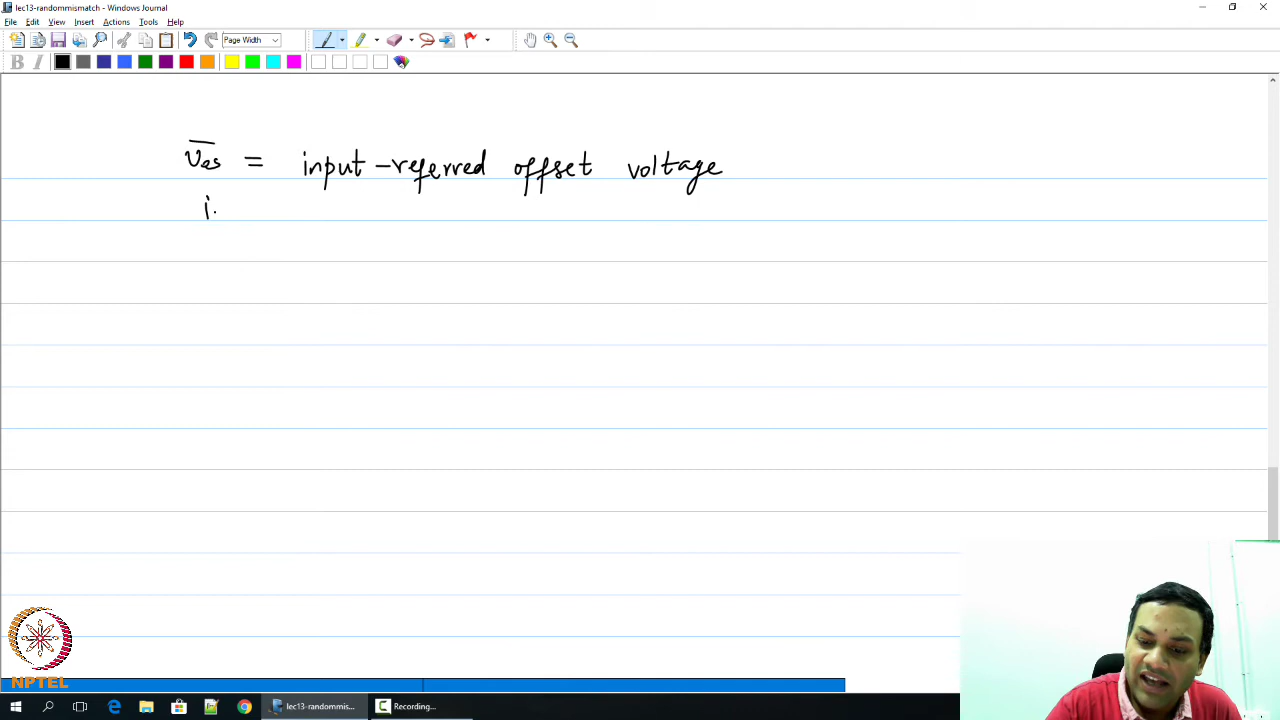 lec13-randommismatch - Windows Journal
File Edit View Insert Actions Tools Help
Page Width
B I
v̅os = input-referred offset voltage
i.
NPTEL
lec13-randommis... Recording...